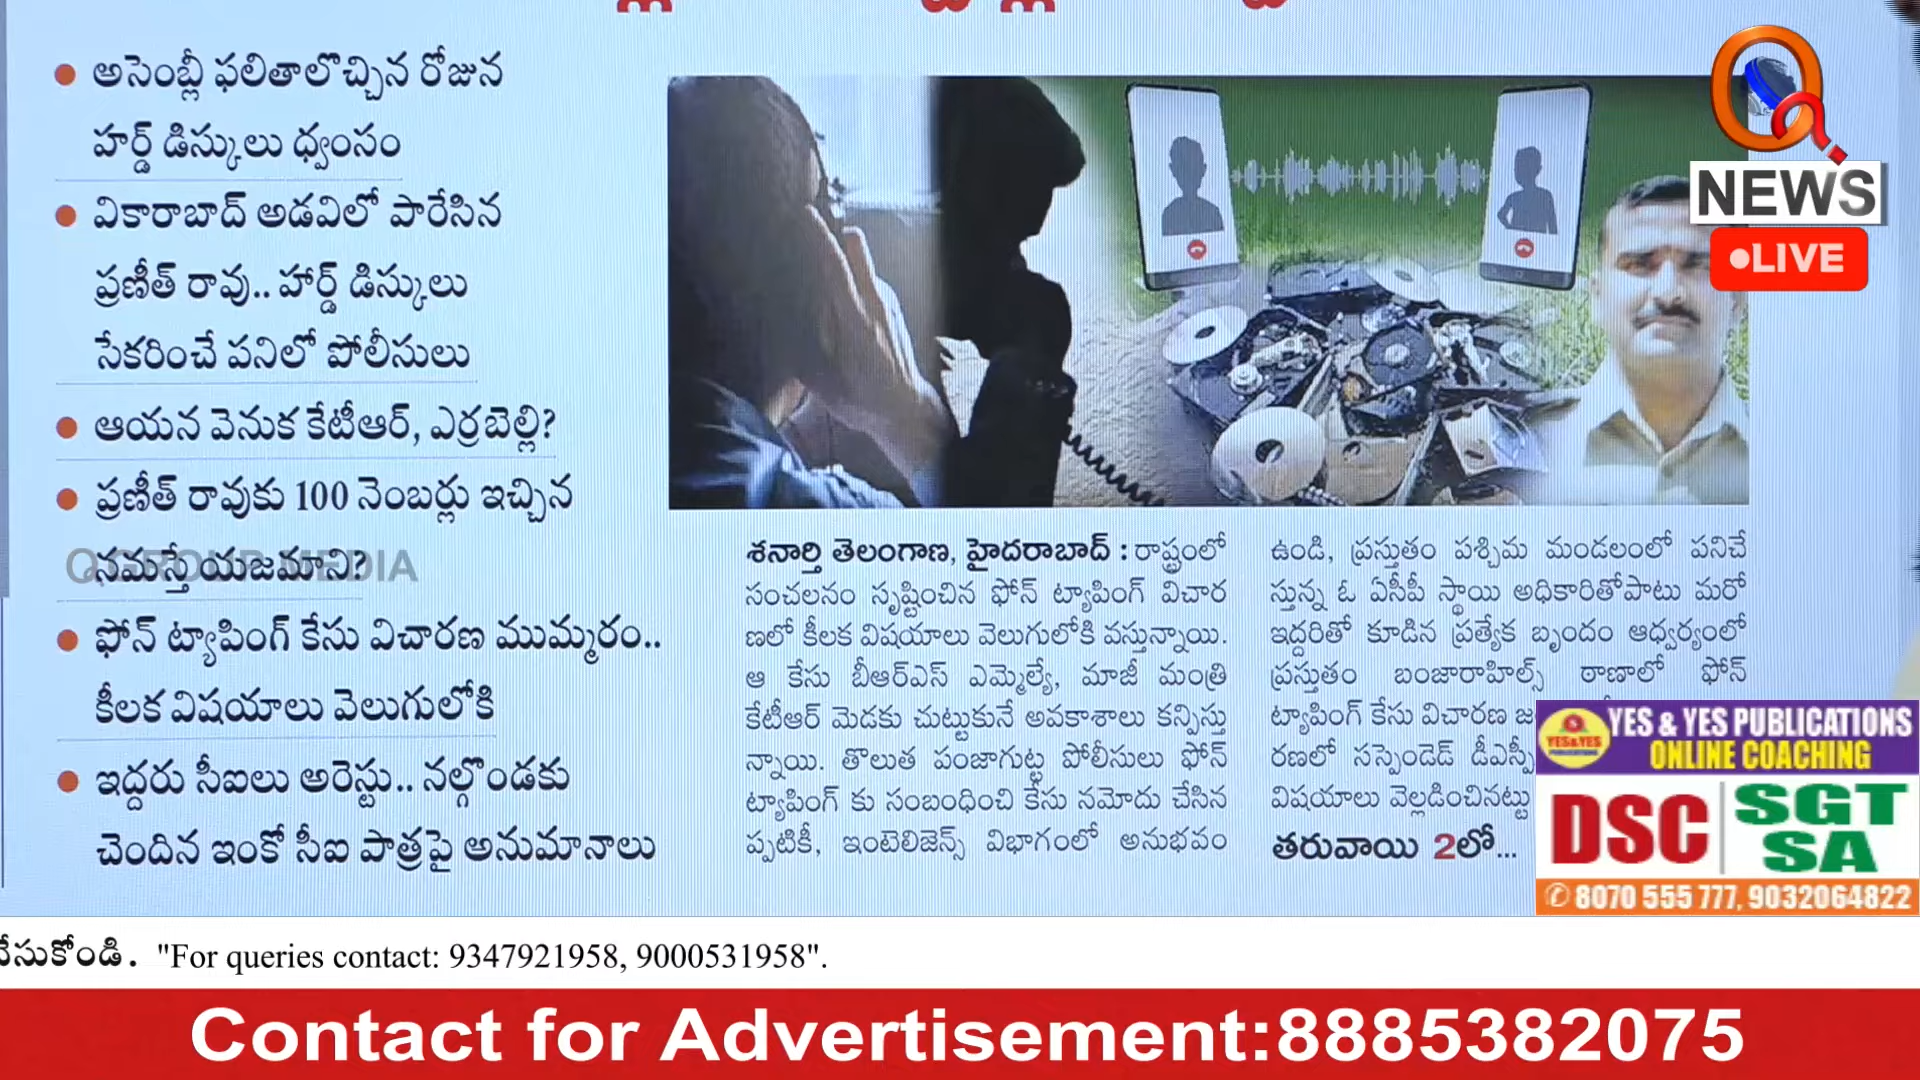 అసెంబ్లీ ఫలితాలొచ్చిన రోజున
హార్డ్ డిస్కులు ధ్వంసం
వికారాబాద్ అడవిలో పారేసిన
ప్రణీత్ రావు.. హార్డ్ డిస్కులు
సేకరించే పనిలో పోలీసులు
ఆయన వెనుక కేటీఆర్, ఎర్రబెల్లి?
ప్రణీత్ రావుకు 100 నెంబర్లు ఇచ్చిన
నమస్తే యజమాని?
ఫోన్ ట్యాపింగ్ కేసు విచారణ ముమ్మరం..
కీలక విషయాలు వెలుగులోకి
ఇద్దరు సీఐలు అరెస్టు.. నల్గొండకు
చెందిన ఇంకో సీఐ పాత్రపై అనుమానాలు
శనార్తి తెలంగాణ, హైదరాబాద్ : రాష్ట్రంలో
సంచలనం సృష్టించిన ఫోన్ ట్యాపింగ్ విచార
ణలో కీలక విషయాలు వెలుగులోకి వస్తున్నాయి.
ఆ కేసు బీఆర్ఎస్ ఎమ్మెల్యే, మాజీ మంత్రి
కేటీఆర్ మెడకు చుట్టుకునే అవకాశాలు కన్పిస్తు
న్నాయి. తొలుత పంజాగుట్ట పోలీసులు ఫోన్
ట్యాపింగ్ కు సంబంధించి కేసు నమోదు చేసిన
ప్పటికీ, ఇంటెలిజెన్స్ విభాగంలో అనుభవం
ఉండి, ప్రస్తుతం పశ్చిమ మండలంలో పనిచే
స్తున్న ఓ ఏసీపీ స్థాయి అధికారితోపాటు మరో
ఇద్దరితో కూడిన ప్రత్యేక బృందం ఆధ్వర్యంలో
ప్రస్తుతం బంజారాహిల్స్ ఠాణాలో ఫోన్
ట్యాపింగ్ కేసు విచారణ
రణలో సస్పెండెడ్ డీఎస్పీ
విషయాలు వెల్లడించినట్టు
తరువాయి 2లో...
Q GROUP MEDIA
Q
NEWS
LIVE
YES & YES PUBLICATIONS
ONLINE COACHING
YES&YES
DSC
SGT
SA
8070 555 777, 9032064822
చేసుకోండి. "For queries contact: 9347921958, 9000531958".
Contact for Advertisement:8885382075